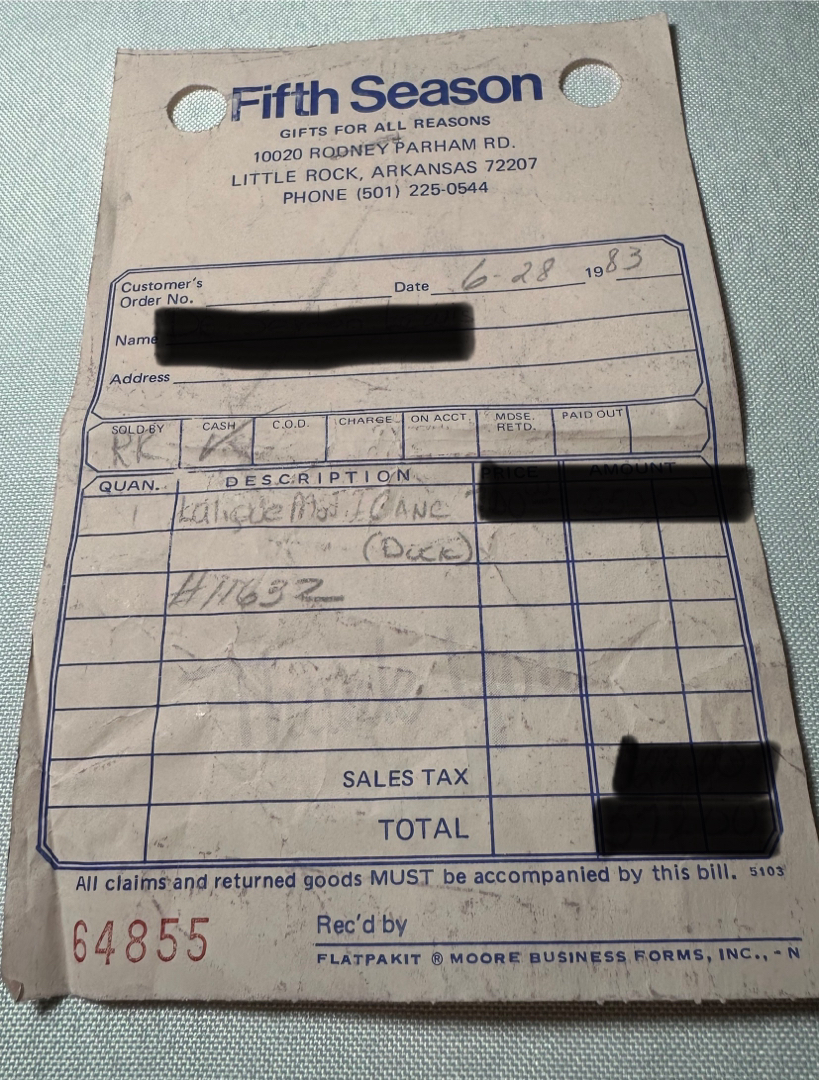 Fifth Season
GIFTS FOR ALL REASONS
10020 RODNEY PARHAM RD.
LITTLE ROCK, ARKANSAS 72207
PHONE (501) 225-0544
Customer's
Order No. Date 6-28 1983
Name
Address
SOLD BY CASH C.O.D. CHARGE ON ACCT. MDSE. RETD. PAID OUT
RK
QUAN. DESCRIPTION PRICE AMOUNT
1 Lalique
(Duck)
#11632
SALES TAX
TOTAL
All claims and returned goods MUST be accompanied by this bill. 5103
64855 Rec'd by
FLATPAKIT ® MOORE BUSINESS FORMS, INC., - N